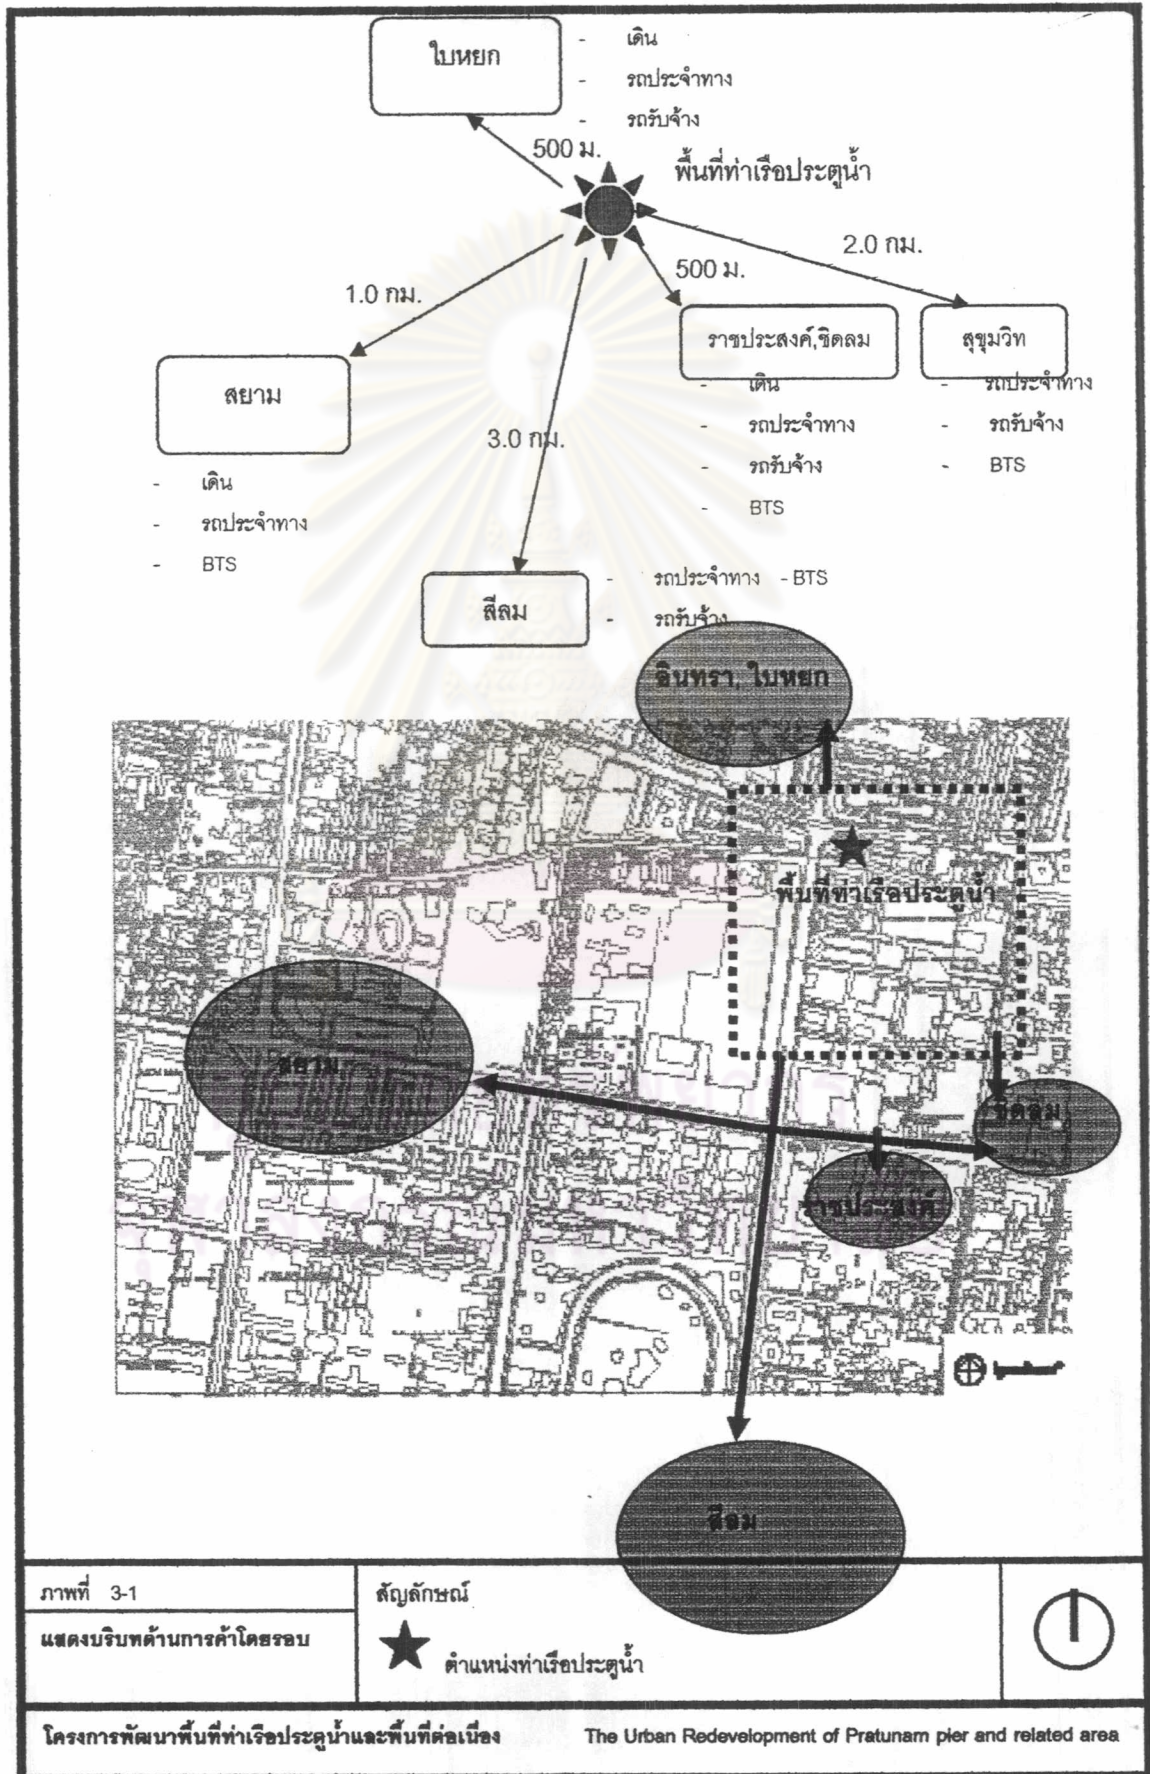 ใบหยก
- เดิน
- รถประจำทาง
- รถรับจ้าง
500 ม.
พื้นที่ท่าเรือประตูน้ำ
2.0 กม.
500 ม.
1.0 กม.
ราชประสงค์,ชิดลม
สุขุมวิท
สยาม
- เดิน
- รถประจำทาง
- รถรับจ้าง
- BTS
- รถประจำทาง
- รถรับจ้าง
- BTS
3.0 กม.
- เดิน
- รถประจำทาง
- BTS
สีลม
- รถประจำทาง - BTS
- รถรับจ้าง
อินทรา, ใบหยก
พื้นที่ท่าเรือประตูน้ำ
สยาม
ชิดลม
ราชประสงค์
สีลม
ภาพที่ 3-1
แสดงบริบทด้านการค้าโดยรอบ
สัญลักษณ์
ตำแหน่งท่าเรือประตูน้ำ
โครงการพัฒนาพื้นที่ท่าเรือประตูน้ำและพื้นที่ต่อเนื่อง The Urban Redevelopment of Pratunam pier and related area